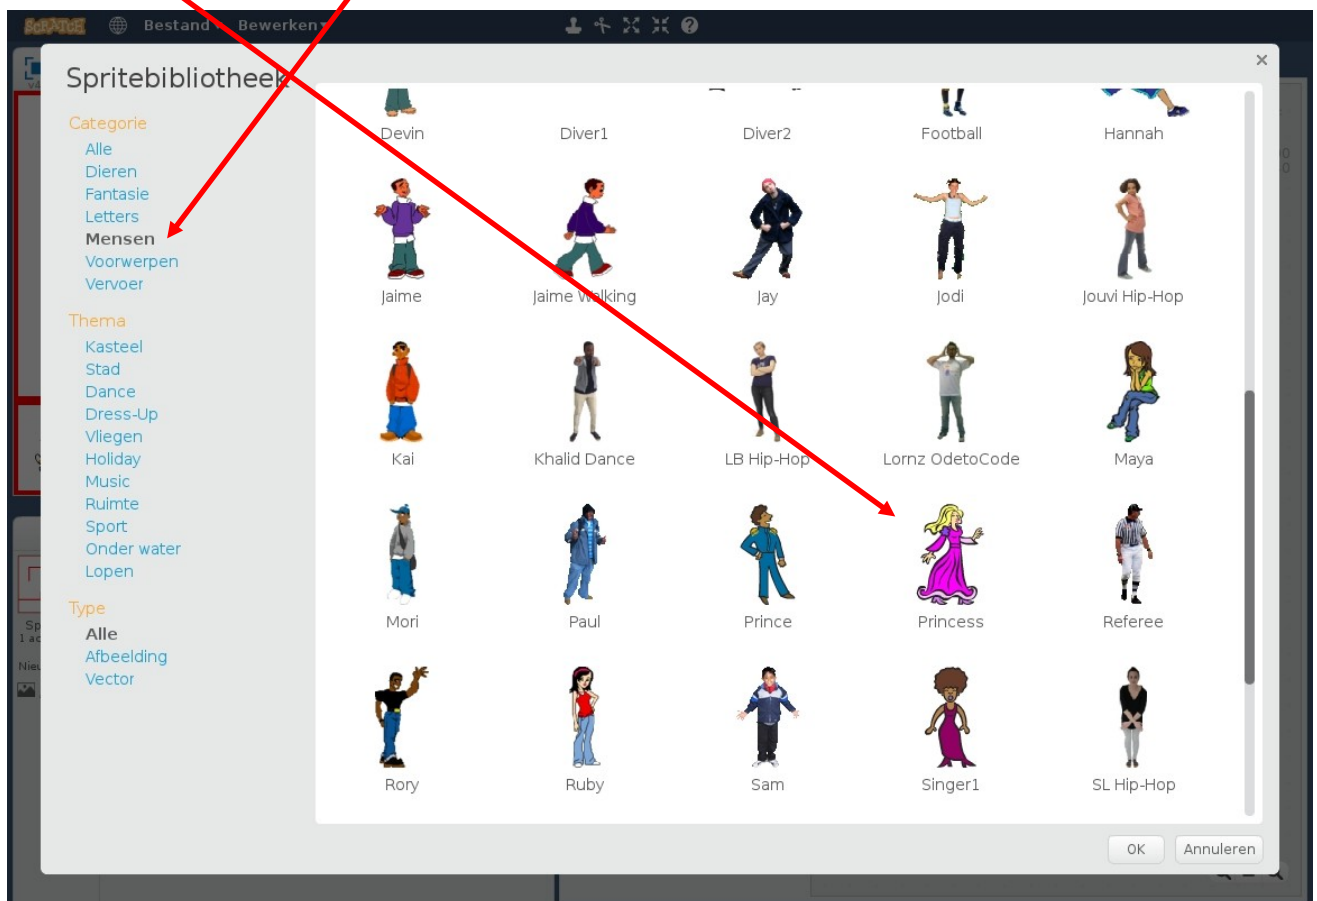 SCRATCH Bestand Bewerken
Spritebibliotheek
Categorie
Alle
Dieren
Fantasie
Letters
Mensen
Voorwerpen
Vervoer
Thema
Kasteel
Stad
Dance
Dress-Up
Vliegen
Holiday
Music
Ruimte
Sport
Onder water
Lopen
Type
Alle
Afbeelding
Vector
Devin Diver1 Diver2 Football Hannah
Jaime Jaime Walking Jay Jodi Jouvi Hip-Hop
Kai Khalid Dance LB Hip-Hop Lornz OdetoCode Maya
Mori Paul Prince Princess Referee
Rory Ruby Sam Singer1 SL Hip-Hop
OK Annuleren